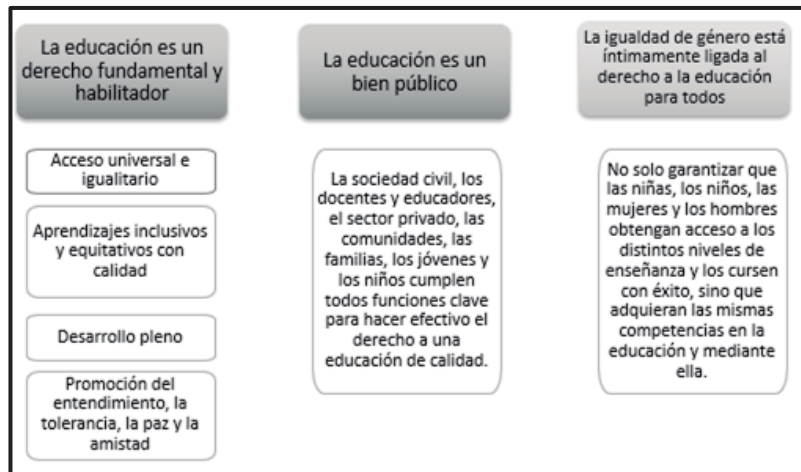 La educación es un
derecho fundamental y
habilitador
Acceso universal e
igualitario
Aprendizajes inclusivos
y equitativos con
calidad
Desarrollo pleno
Promoción del
entendimiento, la
tolerancia, la paz y la
amistad
La educación es un
bien público
La sociedad civil, los
docentes y educadores,
el sector privado, las
comunidades, las
familias, los jóvenes y
los niños cumplen
todos funciones clave
para hacer efectivo el
derecho a una
educación de calidad.
La igualdad de género está
íntimamente ligada al
derecho a la educación
para todos
No solo garantizar que
las niñas, los niños, las
mujeres y los hombres
obtengan acceso a los
distintos niveles de
enseñanza y los cursen
con éxito, sino que
adquieran las mismas
competencias en la
educación y mediante
ella.